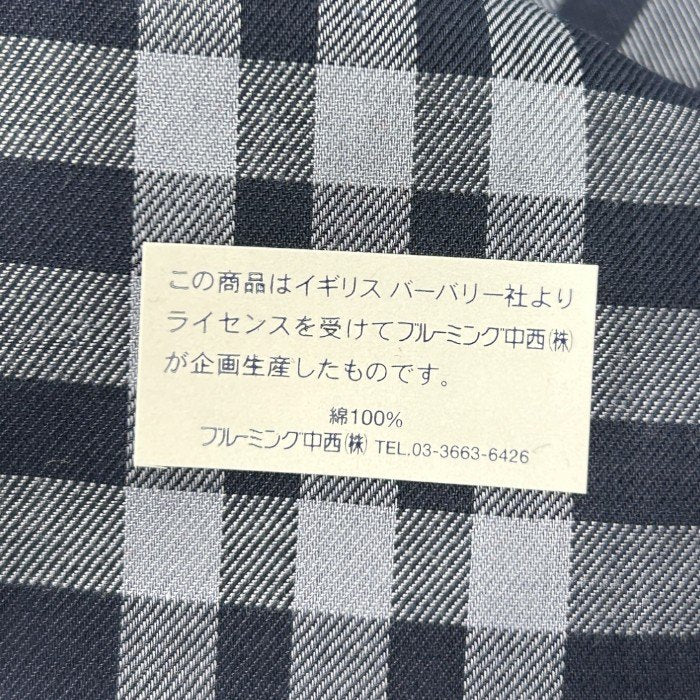 この商品はイギリス バーバリー社より
ライセンスを受けてブルーミング中西㈱
が企画生産したものです。
綿100%
ブルーミング中西㈱ TEL.03-3663-6426